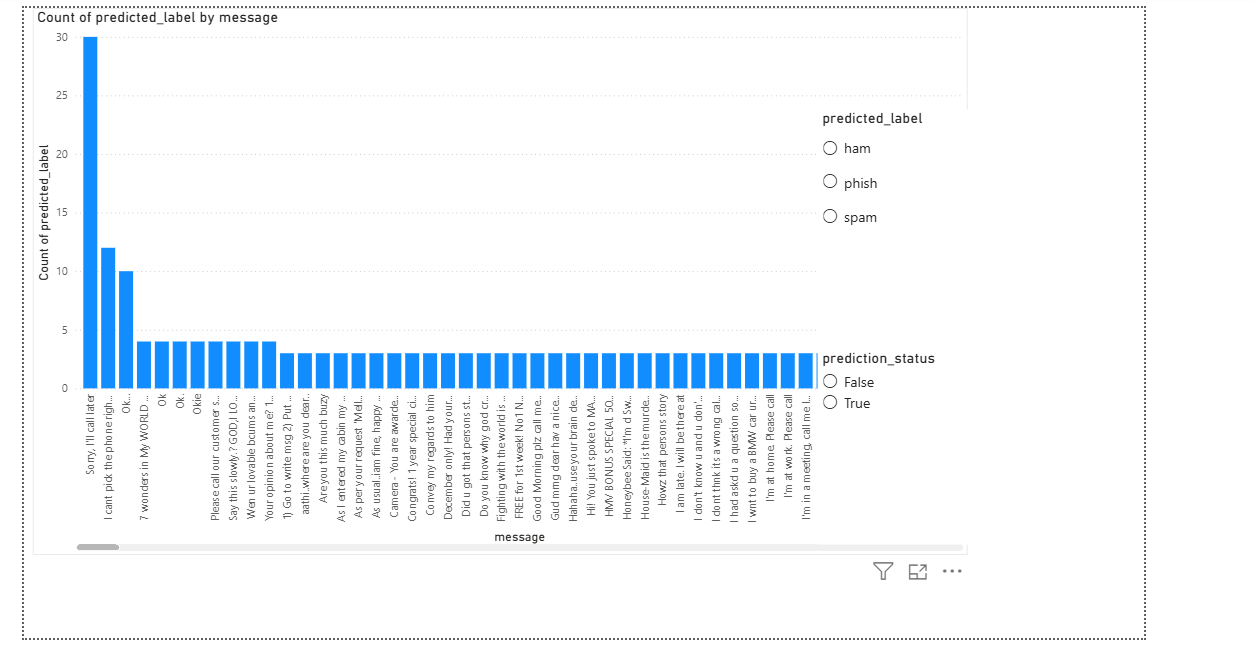 Count of predicted_label by message
30
25
20
15
10
5
0
Count of predicted_label
Sorry, I'll call later
I cant pick the phone righ...
Ok...
7 wonders in My WORLD ...
Ok
Ok.
Okie
Please call our customer s...
Say this slowly.? GOD,I LO...
Wen ur lovable bcums an...
Your opinion about me? 1...
1) Go to write msg 2) Put ...
aathi..where are you dear..
Are you this much buzy
As I entered my cabin my ...
As per your request 'Mell...
As usual..iam fine, happy ...
Camera - You are awarde..
Congrats! 1 year special ci...
Convey my regards to him
December only! Had your...
Did u got that persons st...
Do you know why god cr...
Fighting with the world is ...
FREE for 1st week! No1 N...
Good Morning plz call me..
Gud mrng dear hav a nice..
Hahaha..use your brain de..
Hi! You just spoke to MA...
HMV BONUS SPECIAL 50..
Honeybee Said: *I'm d Sw...
House-Maid is the murde..
Howz that persons story
I am late. I will be there at
I don't know u and u don'...
I dont thnk its a wrong cal..
I had askd u a question so...
I wnt to buy a BMW car ur...
I'm at home. Please call
I'm at work. Please call
I'm in a meeting, call me l...
message
predicted_label
ham
phish
spam
prediction_status
False
True